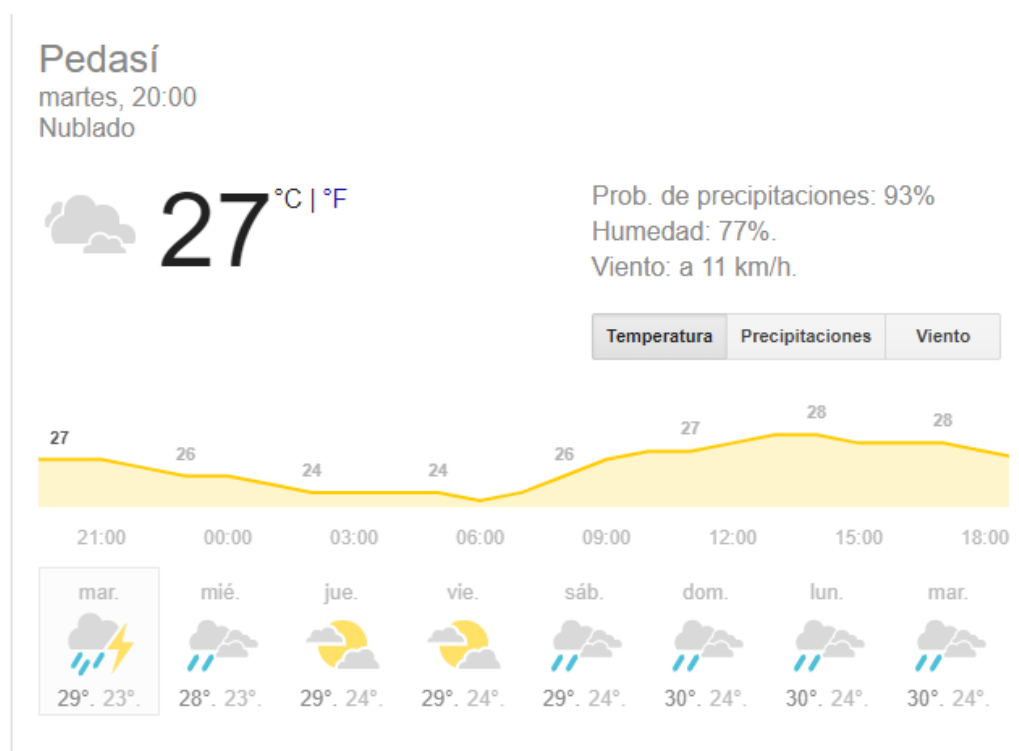 Pedasí
martes, 20:00
Nublado
27 °C | °F
Prob. de precipitaciones: 93%
Humedad: 77%.
Viento: a 11 km/h.
Temperatura Precipitaciones Viento
27 26 24 24 26 27 28 28
21:00 00:00 03:00 06:00 09:00 12:00 15:00 18:00
mar. mié. jue. vie. sáb. dom. lun. mar.
29°. 23°. 28°. 23°. 29°. 24°. 29°. 24°. 29°. 24°. 30°. 24°. 30°. 24°. 30°. 24°.